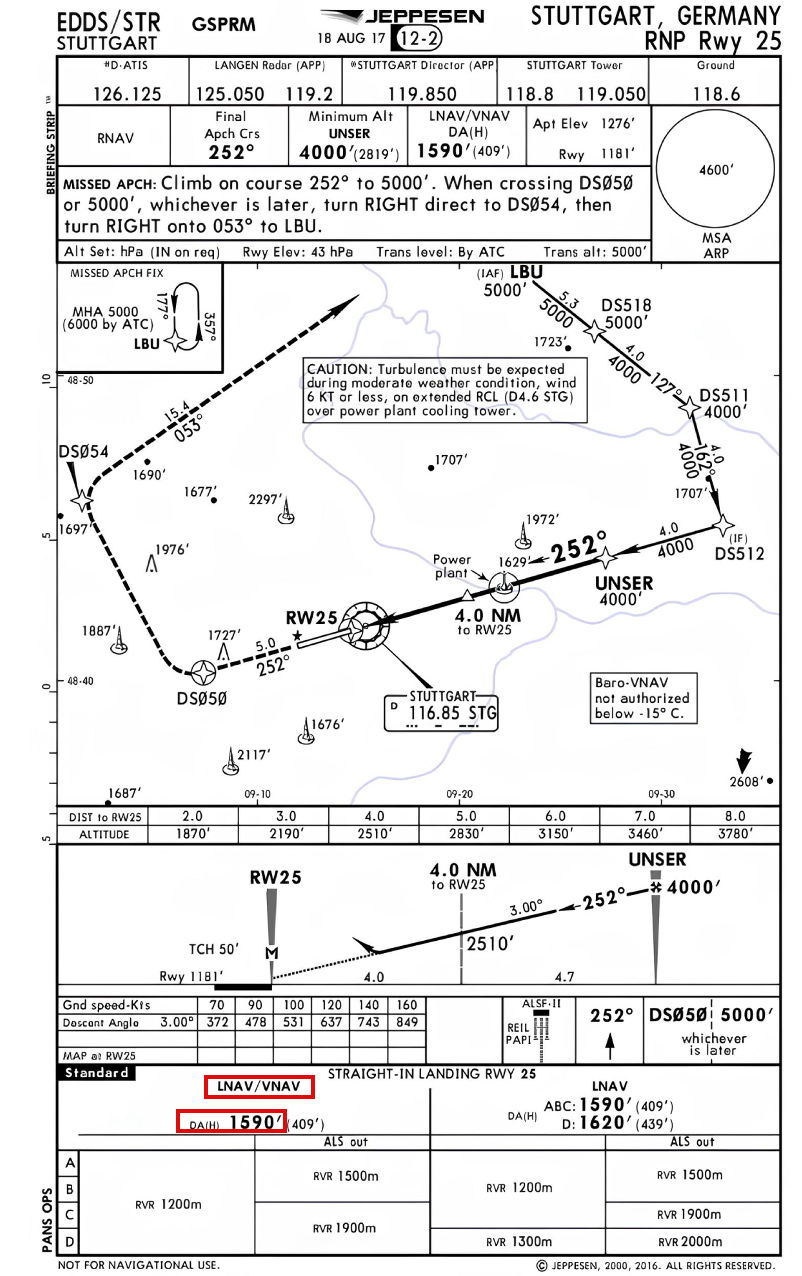 EDDS/STR
STUTTGART
GSPRM
JEPPESEN
18 AUG 17 12-2
STUTTGART, GERMANY
RNP Rwy 25
BRIEFING STRIP TM
*D-ATIS LANGEN Radar (APP) *STUTTGART Director (APP STUTTGART Tower Ground
126.125 125.050 119.2 119.850 118.8 119.050 118.6
RNAV
Final
Apch Crs
252°
Minimum Alt
UNSER
4000'(2819')
LNAV/VNAV
DA(H)
1590'(409')
Apt Elev 1276'
Rwy 1181'
4600'
MSA
ARP
MISSED APCH: Climb on course 252° to 5000'. When crossing DSØ5Ø
or 5000', whichever is later, turn RIGHT direct to DSØ54, then
turn RIGHT onto 053° to LBU.
Alt Set: hPa (IN on req) Rwy Elev: 43 hPa Trans level: By ATC Trans alt: 5000'
MISSED APCH FIX
MHA 5000
(6000 by ATC)
LBU
177°
357°
(IAF) LBU
5000'
5.3
5000
DS518
5000'
1723'
4.0
4000
127°
DS511
4000'
CAUTION: Turbulence must be expected
during moderate weather condition, wind
6 KT or less, on extended RCL (D4.6 STG)
over power plant cooling tower.
10
48-50
15.4
053°
DSØ54
1690'
1677'
2297'
1707'
4.0
162°
4000
1707'
1697'
5
1976'
1972'
(IF)
DS512
4.0
4000
252°
1629'
Power
plant
UNSER
4000'
4.0 NM
to RW25
RW25
1887'
1727'
5.0
252°
DSØ5Ø
0
48-40
STUTTGART
D 116.85 STG
Baro-VNAV
not authorized
below -15° C.
1676'
2117'
2608'
1687'
09-10 09-20 09-30
5
DIST to RW25 2.0 3.0 4.0 5.0 6.0 7.0 8.0
ALTITUDE 1870' 2190' 2510' 2830' 3150' 3460' 3780'
RW25
4.0 NM
to RW25
UNSER
3.00°
252°
4000'
2510'
TCH 50'
M
Rwy 1181'
4.0 4.7
Gnd speed-Kts 70 90 100 120 140 160
Descent Angle 3.00° 372 478 531 637 743 849
MAP at RW25
ALSF-II
REIL
PAPI
252°
DSØ5Ø 5000'
whichever
is later
Standard
STRAIGHT-IN LANDING RWY 25
LNAV/VNAV
DA(H) 1590' (409')
LNAV
DA(H)
ABC: 1590' (409')
D: 1620' (439')
ALS out ALS out
PANS OPS
A
B
C
D
RVR 1200m
RVR 1500m
RVR 1900m
RVR 1200m
RVR 1300m
RVR 1500m
RVR 1900m
RVR 2000m
NOT FOR NAVIGATIONAL USE.
© JEPPESEN, 2000, 2016. ALL RIGHTS RESERVED.